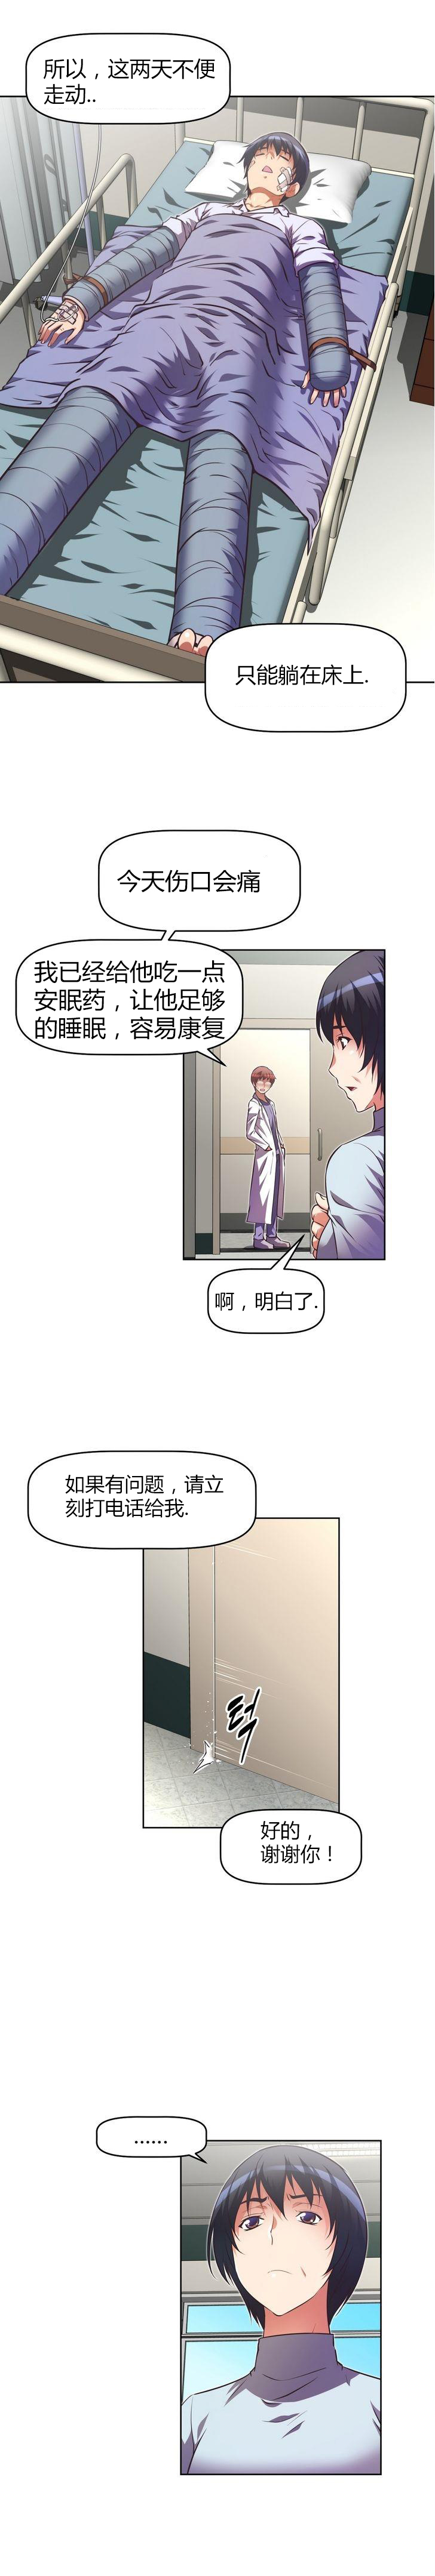 所以，这两天不便
走动..
只能躺在床上.
今天伤口会痛
我已经给他吃一点
安眠药，让他足够
的睡眠，容易康复
啊，明白了.
如果有问题，请立
刻打电话给我.
탁
好的，
谢谢你！
......